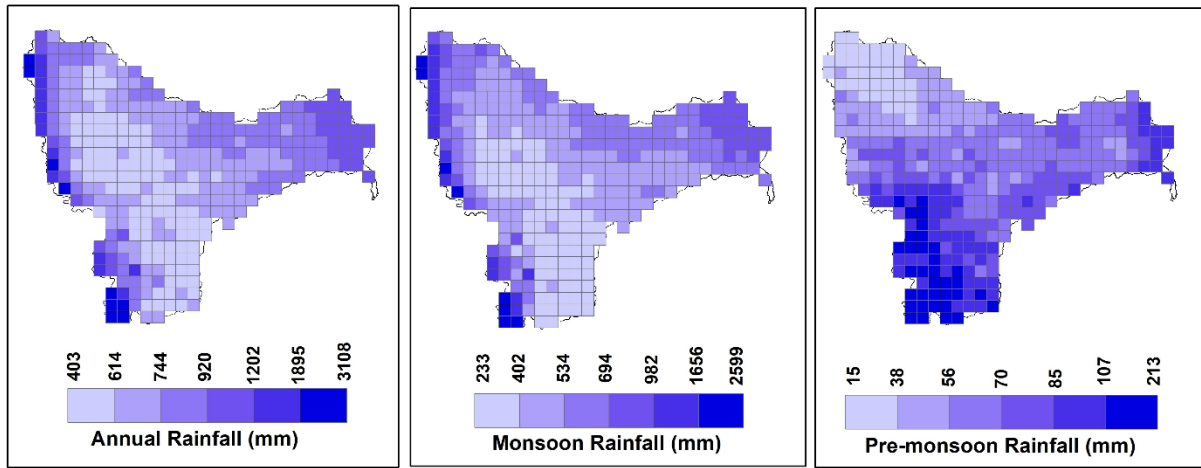 403 614 744 920 1202 1895 3108
Annual Rainfall (mm)
233 402 534 694 982 1656 2599
Monsoon Rainfall (mm)
15 38 56 70 85 107 213
Pre-monsoon Rainfall (mm)